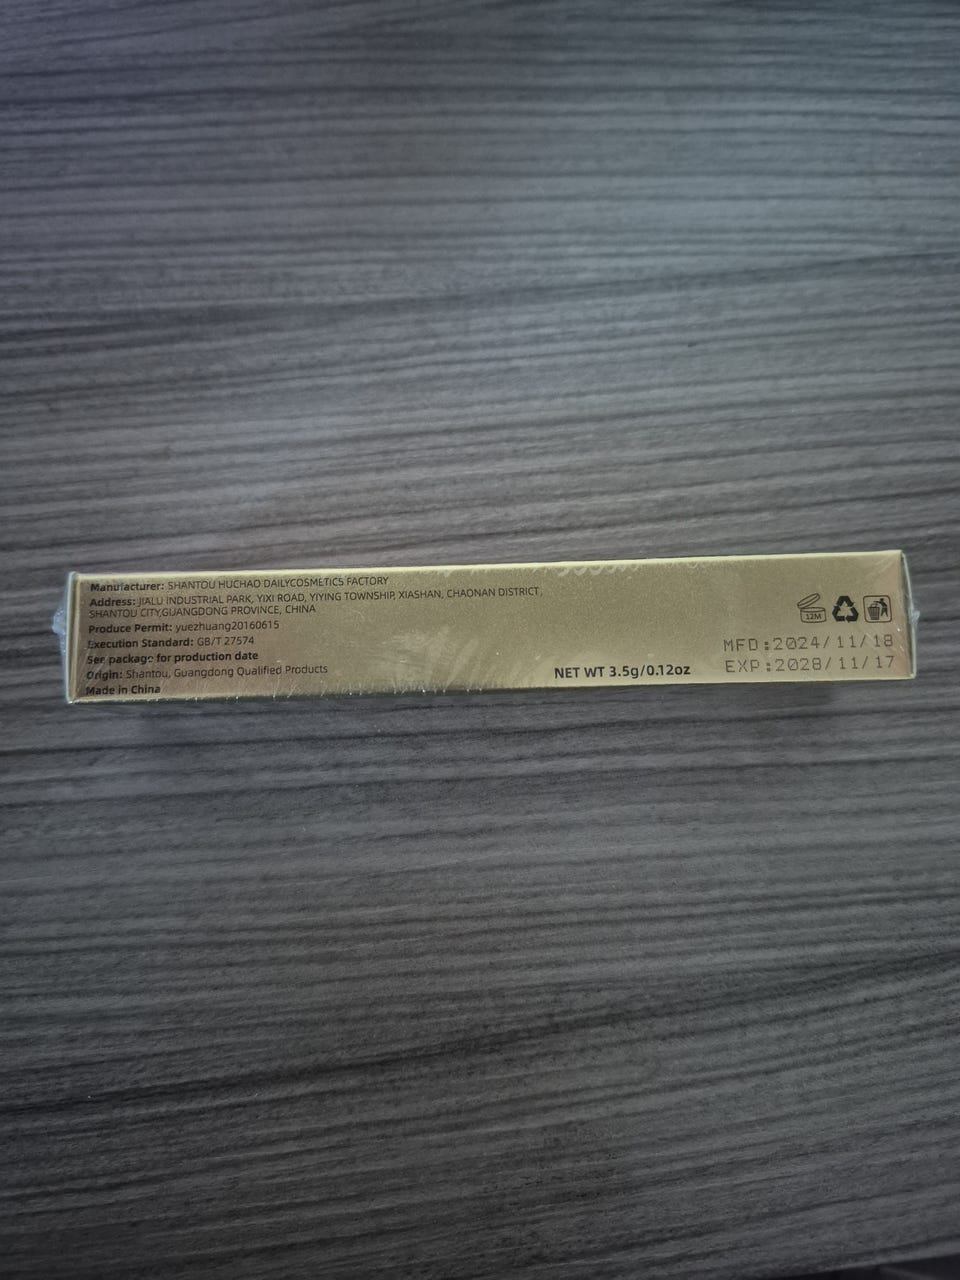 Manufacturer: SHANTOU HUCHAO DAILYCOSMETICS FACTORY
Address: JIALU INDUSTRIAL PARK, YIXI ROAD, YIYING TOWNSHIP, XIASHAN, CHAONAN DISTRICT,
SHANTOU CITY,GUANGDONG PROVINCE, CHINA
Produce Permit: yuezhuang20160615
Execution Standard: GB/T 27574
See package for production date
Origin: Shantou, Guangdong Qualified Products
Made in China
NET WT 3.5g/0.12oz
12M
MFD:2024/11/18
EXP:2028/11/17